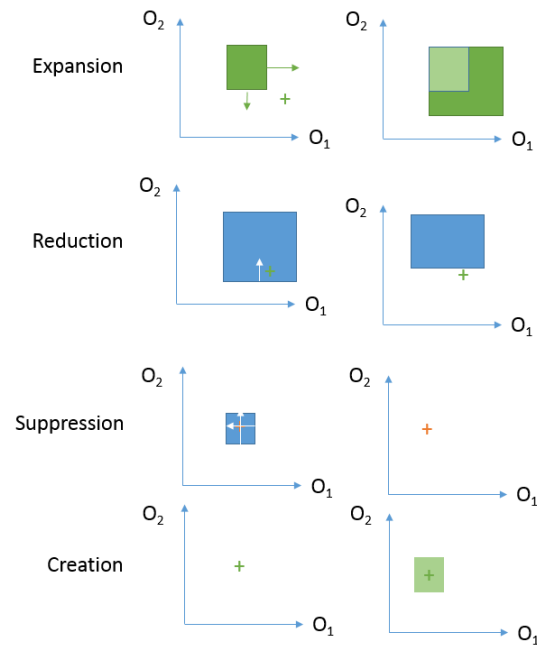 O2 O2
Expansion
O1 O1
O2 O2
Reduction
O1 O1
O2 O2
Suppression
O1 O1
O2 O2
Creation
O1 O1